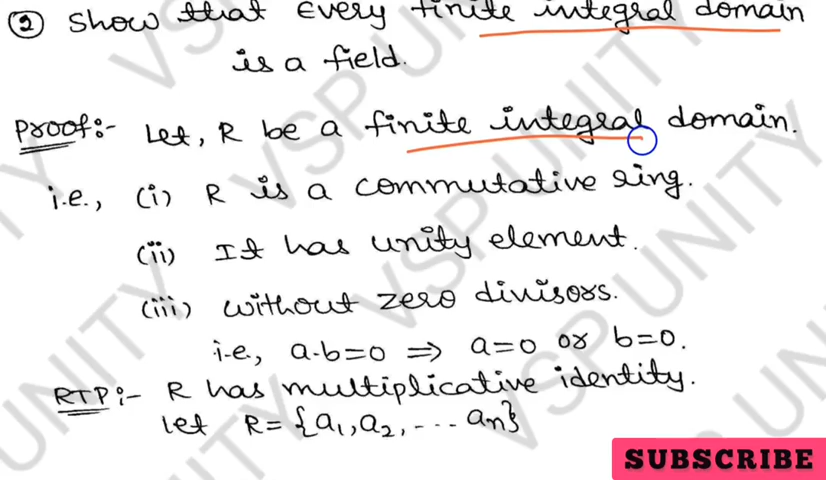 ② Show that every finite integral domain
is a field.
Proof:- Let, R be a finite integral domain.
i.e., (i) R is a commutative ring.
(ii) It has unity element.
(iii) without zero divisors.
i.e, a.b=0 ⇒ a=0 or b=0.
RTP:- R has multiplicative identity.
Let R= {a₁, a₂, ---- an}
SUBSCRIBE
VSP UNITY